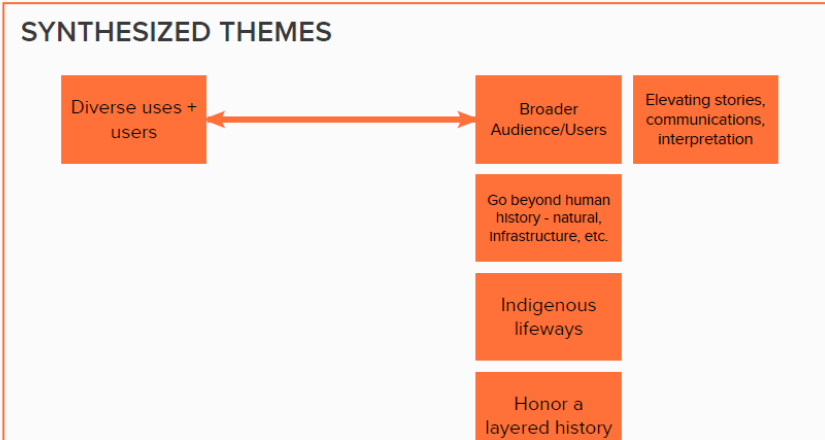 SYNTHESIZED THEMES
Diverse uses +
users
Broader
Audience/Users
Elevating stories,
communications,
interpretation
Go beyond human
history - natural,
infrastructure, etc.
Indigenous
lifeways
Honor a
layered history